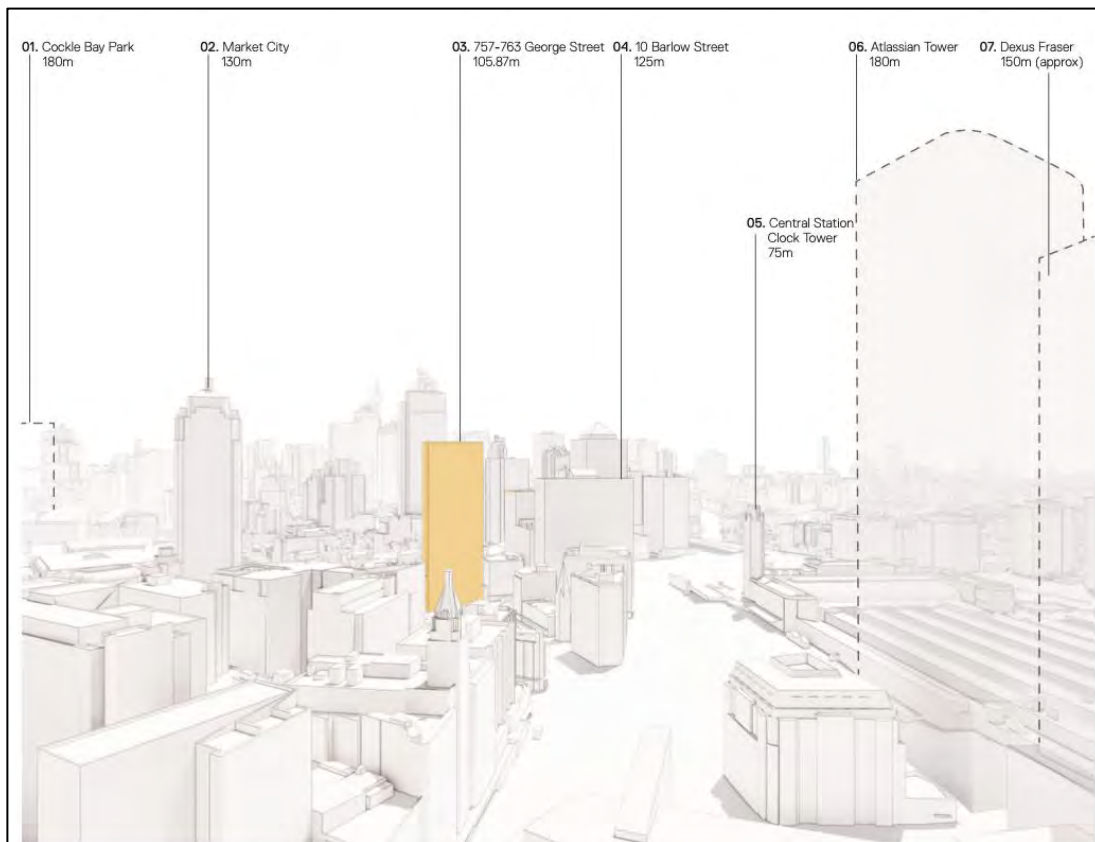 01. Cockle Bay Park
180m
02. Market City
130m
03. 757-763 George Street
105.87m
04. 10 Barlow Street
125m
06. Atlassian Tower
180m
07. Dexus Fraser
150m (approx)
05. Central Station
Clock Tower
75m